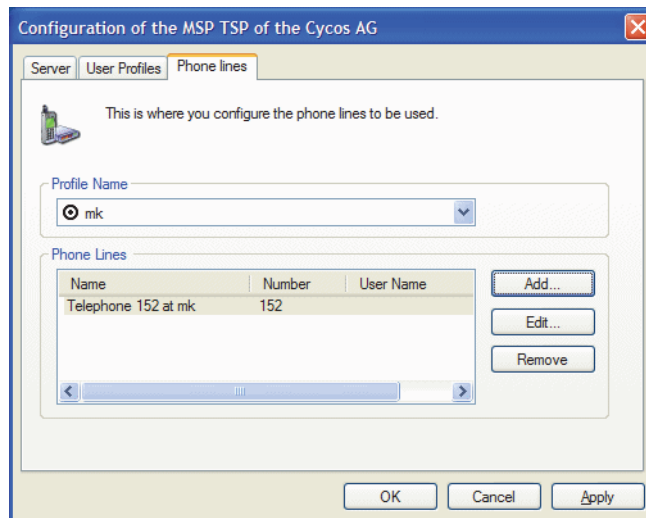 Configuration of the MSP TSP of the Cycos AG
Server User Profiles Phone lines
This is where you configure the phone lines to be used.
Profile Name
mk
Phone Lines
Name Number User Name
Telephone 152 at mk 152
Add...
Edit...
Remove
OK Cancel Apply